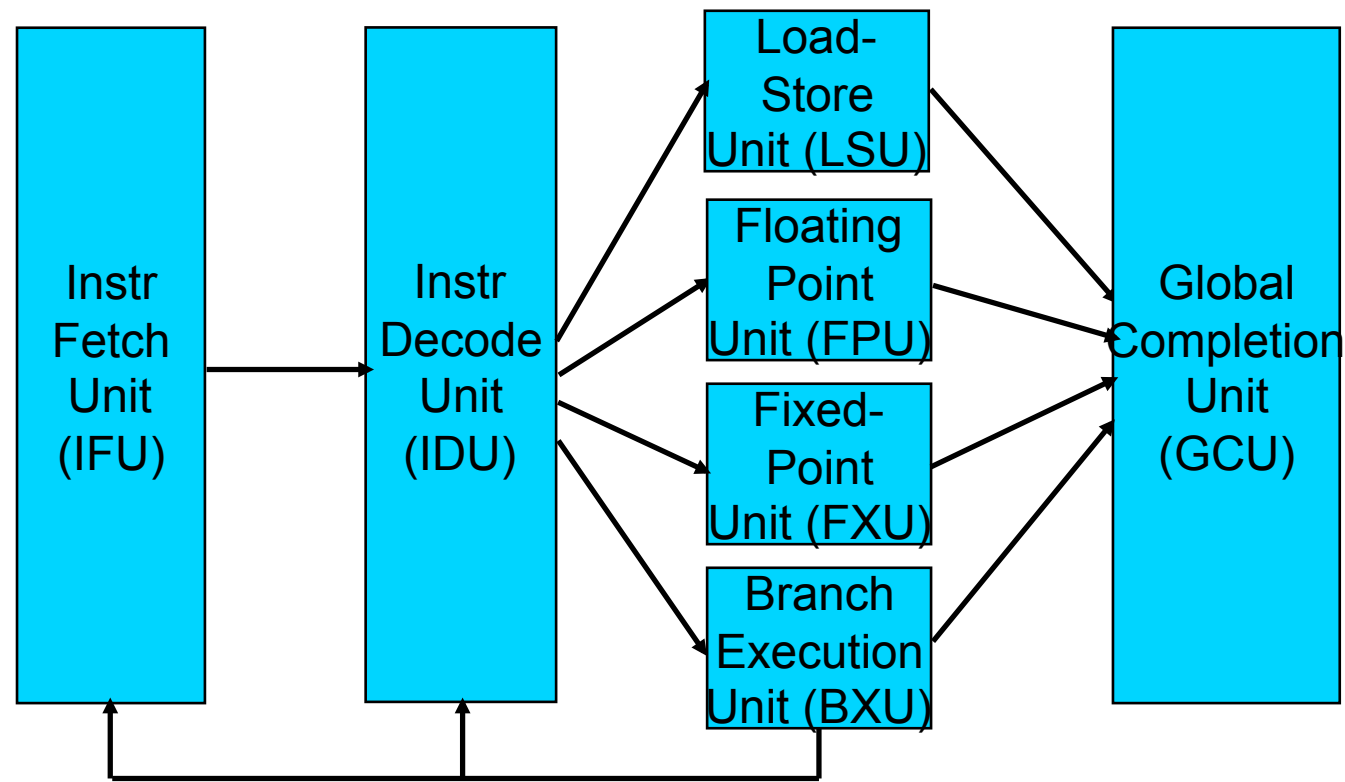 Instr
Fetch
Unit
(IFU)
Instr
Decode
Unit
(IDU)
Load-
Store
Unit (LSU)
Floating
Point
Unit (FPU)
Fixed-
Point
Unit (FXU)
Branch
Execution
Unit (BXU)
Global
Completion
Unit
(GCU)